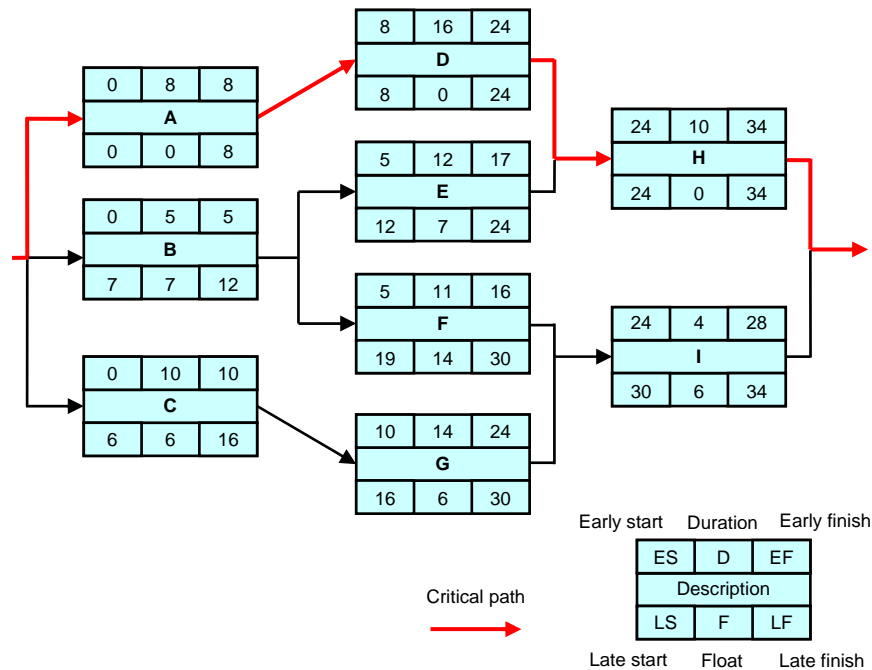 8 16 24
D
8 0 24
0 8 8
A
0 0 8
24 10 34
H
24 0 34
5 12 17
E
12 7 24
0 5 5
B
7 7 12
5 11 16
F
19 14 30
24 4 28
I
30 6 34
0 10 10
C
6 6 16
10 14 24
G
16 6 30
Early start Duration Early finish
ES D EF
Description
LS F LF
Late start Float Late finish
Critical path